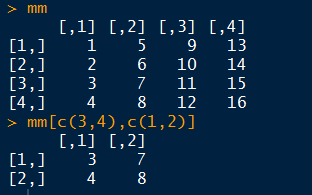 > mm
     [,1] [,2] [,3] [,4]
[1,]    1    5    9   13
[2,]    2    6   10   14
[3,]    3    7   11   15
[4,]    4    8   12   16
> mm[c(3,4),c(1,2)]
     [,1] [,2]
[1,]    3    7
[2,]    4    8